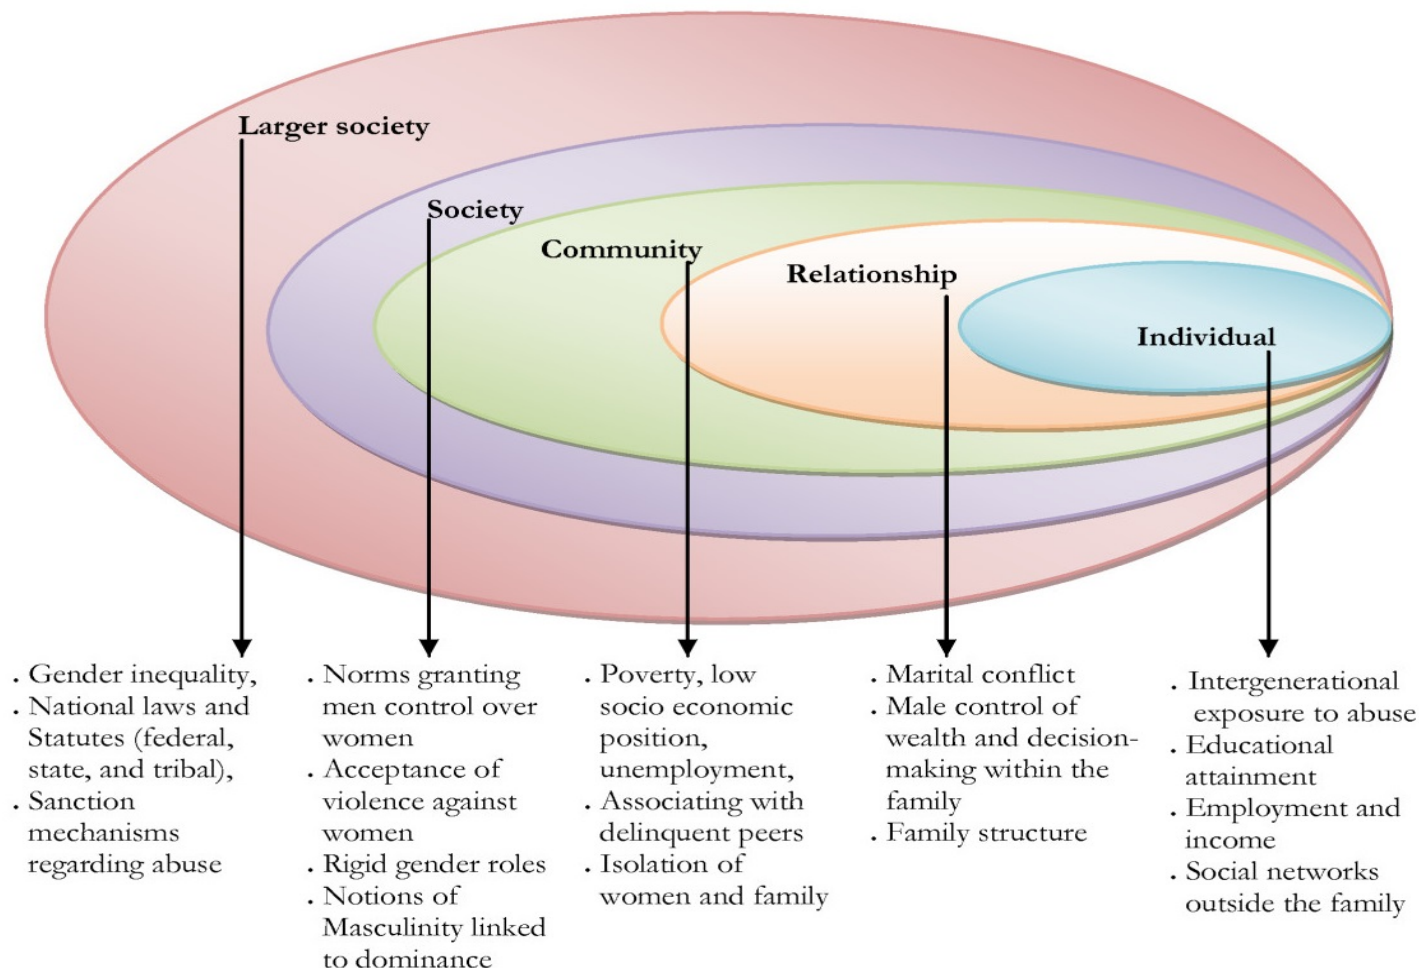 Larger society
Society
Community
Relationship
Individual
. Gender inequality,
. National laws and
Statutes (federal,
state, and tribal),
. Sanction
mechanisms
regarding abuse
. Norms granting
men control over
women
. Acceptance of
violence against
women
. Rigid gender roles
. Notions of
Masculinity linked
to dominance
. Poverty, low
socio economic
position,
unemployment,
. Associating with
delinquent peers
. Isolation of
women and family
. Marital conflict
. Male control of
wealth and decision-
making within the
family
. Family structure
. Intergenerational
exposure to abuse
. Educational
attainment
. Employment and
income
. Social networks
outside the family